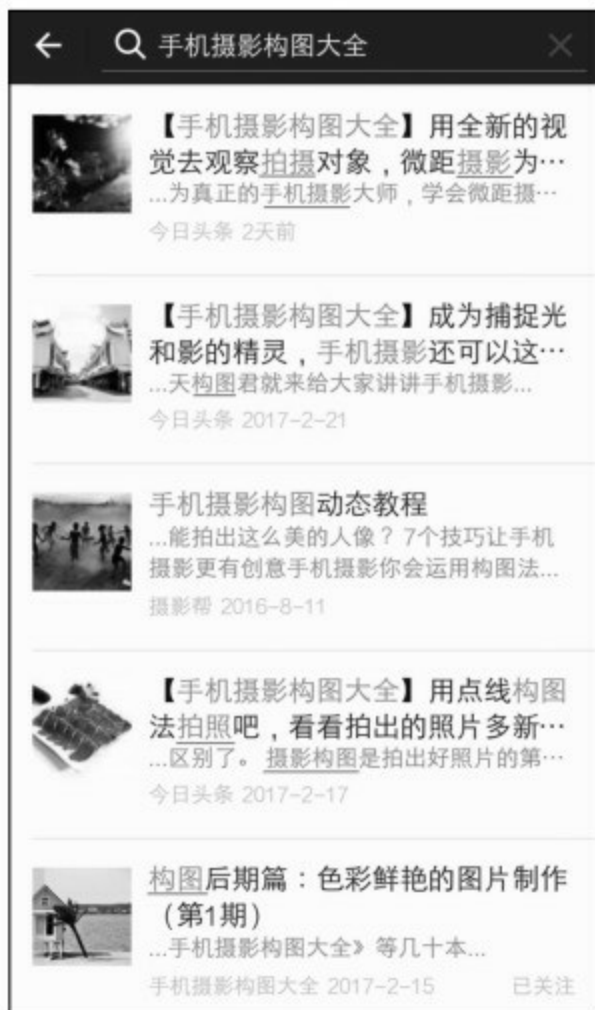 手机摄影构图大全
【手机摄影构图大全】用全新的视
觉去观察拍摄对象，微距摄影为…
...为真正的手机摄影大师，学会微距摄…
今日头条 2天前
【手机摄影构图大全】成为捕捉光
和影的精灵，手机摄影还可以这…
...天构图君就来给大家讲讲手机摄影...
今日头条 2017-2-21
手机摄影构图动态教程
...能拍出这么美的人像？7个技巧让手机
摄影更有创意手机摄影你会运用构图法...
摄影帮 2016-8-11
【手机摄影构图大全】用点线构图
法拍照吧，看看拍出的照片多新…
...区别了。摄影构图是拍出好照片的第…
今日头条 2017-2-17
构图后期篇：色彩鲜艳的图片制作
（第1期）
...手机摄影构图大全》等几十本...
手机摄影构图大全 2017-2-15 已关注